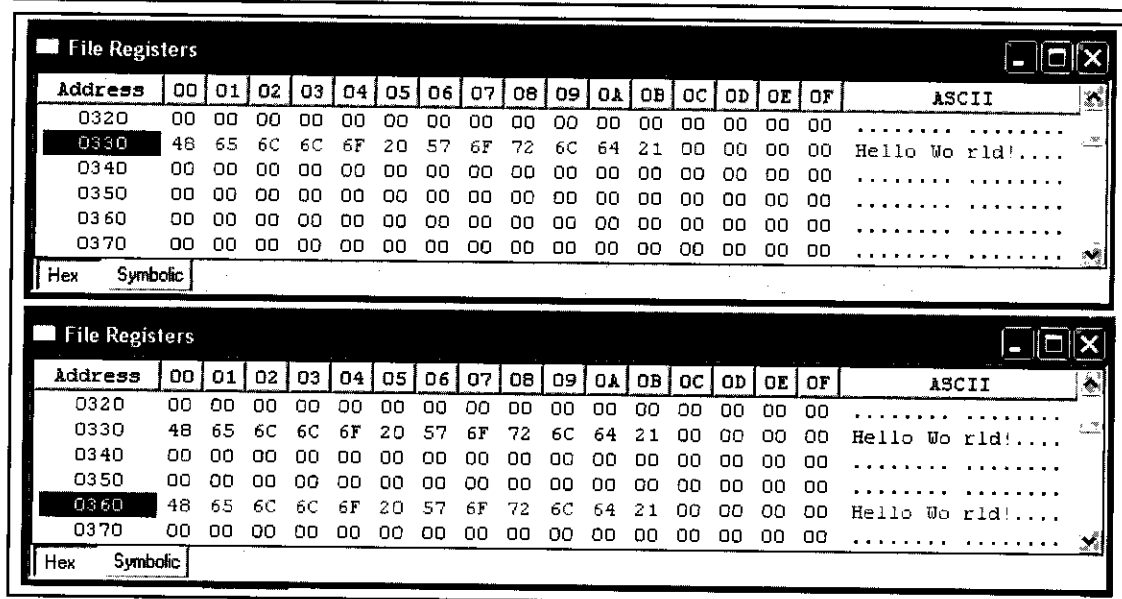 File Registers
Address 00 01 02 03 04 05 06 07 08 09 0A 0B 0C 0D 0E 0F ASCII
0320 00 00 00 00 00 00 00 00 00 00 00 00 00 00 00 00 ........ ........
0330 48 65 6C 6C 6F 20 57 6F 72 6C 64 21 00 00 00 00 Hello Wo rld!....
0340 00 00 00 00 00 00 00 00 00 00 00 00 00 00 00 00 ........ ........
0350 00 00 00 00 00 00 00 00 00 00 00 00 00 00 00 00 ........ ........
0360 00 00 00 00 00 00 00 00 00 00 00 00 00 00 00 00 ........ ........
0370 00 00 00 00 00 00 00 00 00 00 00 00 00 00 00 00 ........ ........
Hex Symbolic
File Registers
Address 00 01 02 03 04 05 06 07 08 09 0A 0B 0C 0D 0E 0F ASCII
0320 00 00 00 00 00 00 00 00 00 00 00 00 00 00 00 00 ........ ........
0330 48 65 6C 6C 6F 20 57 6F 72 6C 64 21 00 00 00 00 Hello Wo rld!....
0340 00 00 00 00 00 00 00 00 00 00 00 00 00 00 00 00 ........ ........
0350 00 00 00 00 00 00 00 00 00 00 00 00 00 00 00 00 ........ ........
0360 48 65 6C 6C 6F 20 57 6F 72 6C 64 21 00 00 00 00 Hello Wo rld!....
0370 00 00 00 00 00 00 00 00 00 00 00 00 00 00 00 00 ........ ........
Hex Symbolic